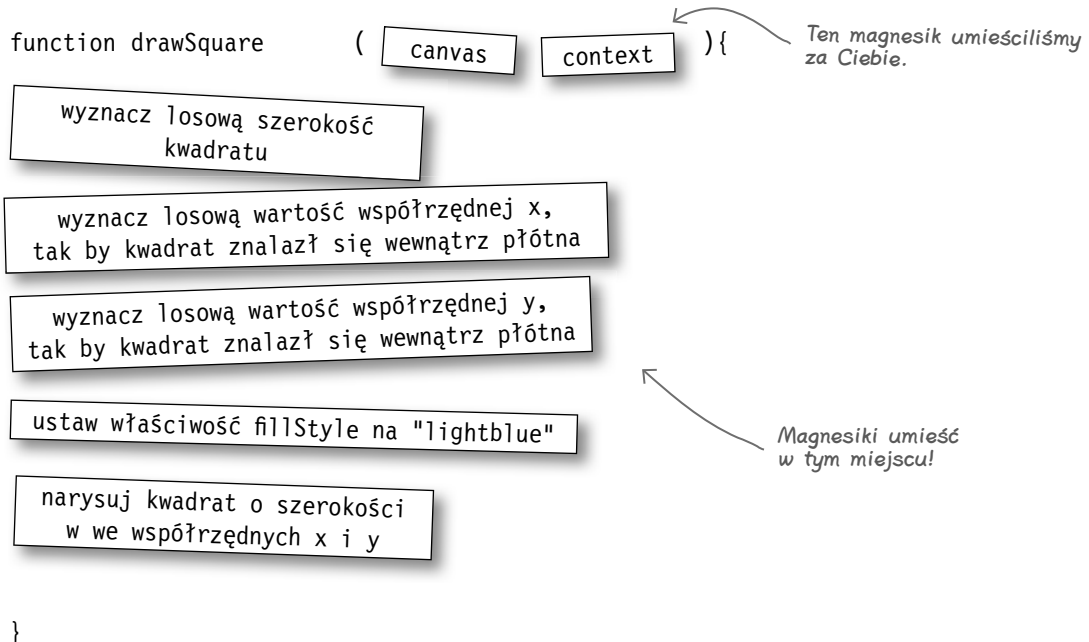 function drawSquare ( canvas context ){
Ten magnesik umieściliśmy
za Ciebie.
wyznacz losową szerokość
kwadratu
wyznacz losową wartość współrzędnej x,
tak by kwadrat znalazł się wewnątrz płótna
wyznacz losową wartość współrzędnej y,
tak by kwadrat znalazł się wewnątrz płótna
ustaw właściwość fillStyle na "lightblue"
Magnesiki umieść
w tym miejscu!
narysuj kwadrat o szerokości
w we współrzędnych x i y
}